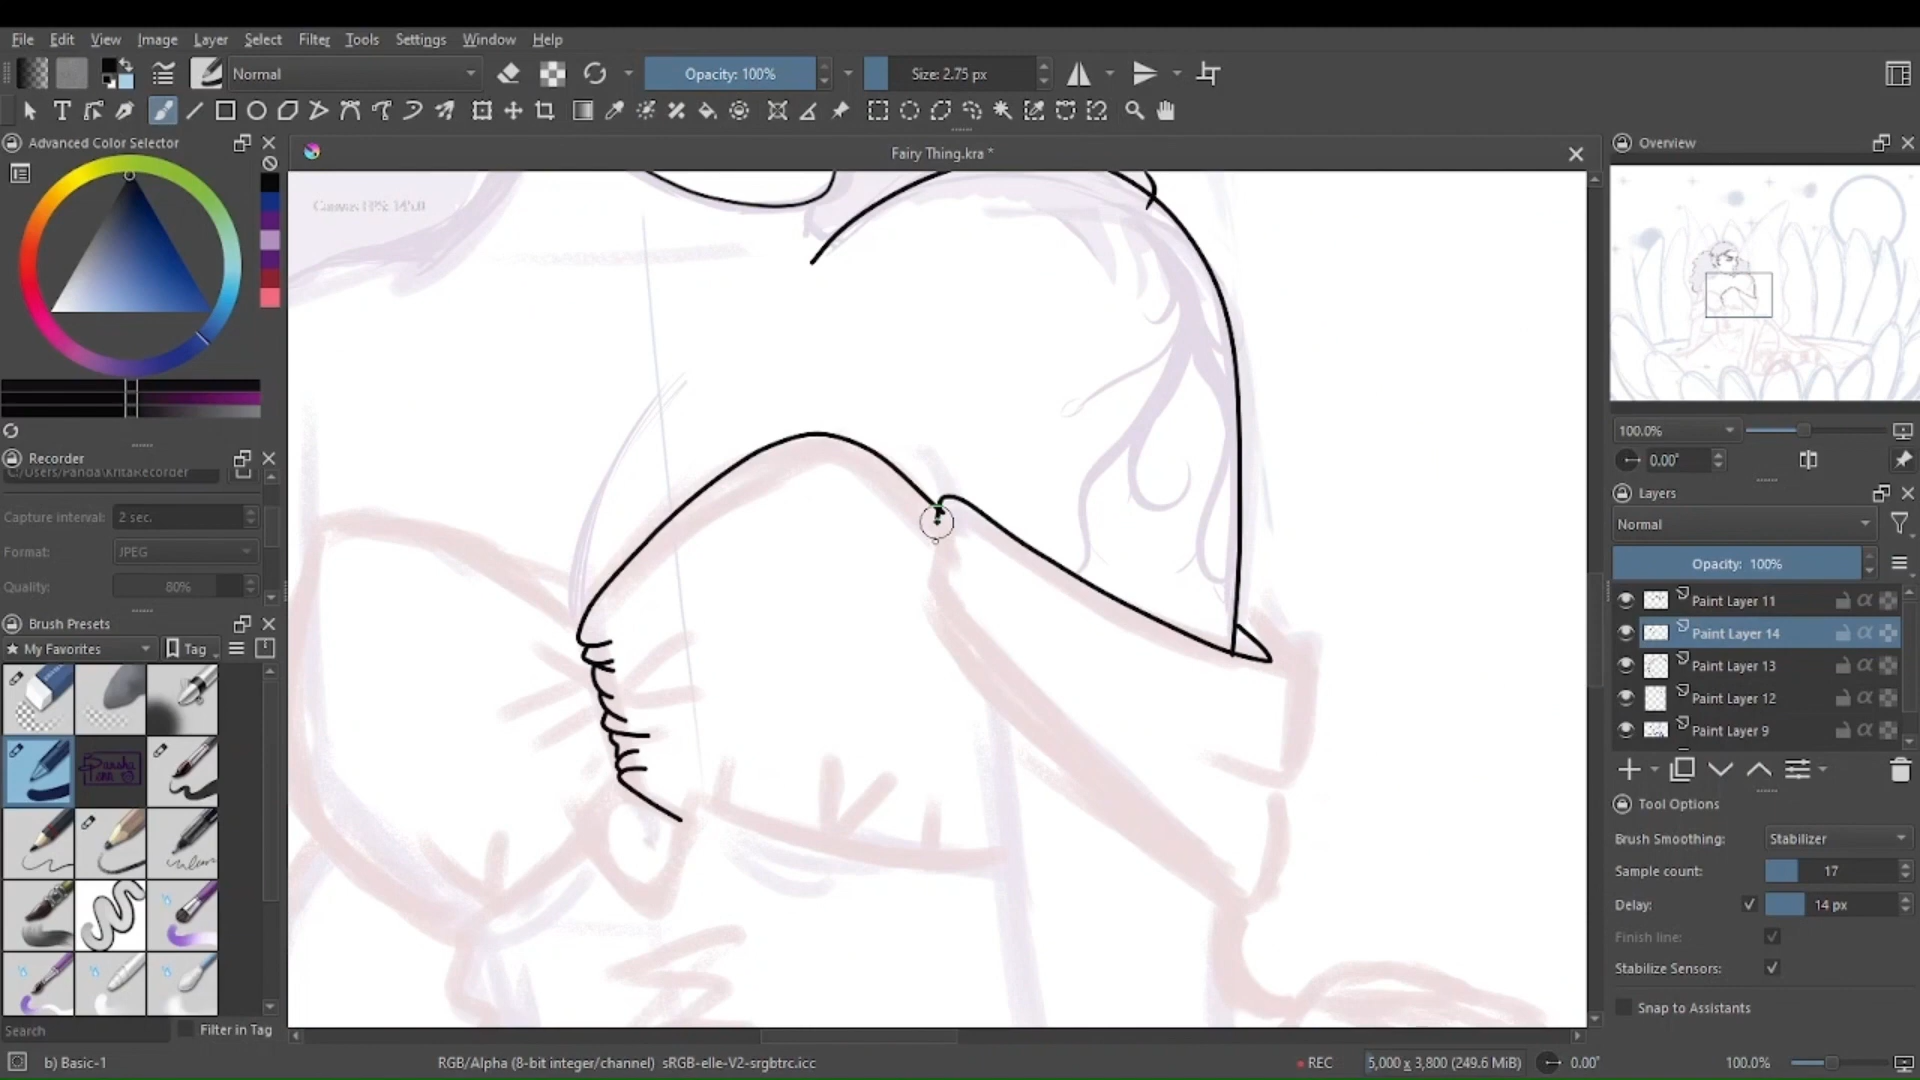 File Edit View Image Layer Select Filter Tools Settings Window Help
Normal
Opacity: 100%
Size: 2.75 px
Advanced Color Selector
Fairy Thing.kra *
Overview
100.0%
0.00°
Recorder
C:/Users/Panda/KritaRecorder
Capture interval: 2 sec.
Format: JPEG
Quality: 80%
Layers
Normal
Opacity: 100%
Paint Layer 11
Paint Layer 14
Paint Layer 13
Paint Layer 12
Paint Layer 9
Brush Presets
My Favorites
Tag
Tool Options
Brush Smoothing: Stabilizer
Sample count: 17
Delay: 14 px
Finish line:
Stabilize Sensors:
Snap to Assistants
Search
Filter in Tag
b) Basic-1
RGB/Alpha (8-bit integer/channel) sRGB-elle-V2-srgbtrc.icc
REC
5,000 x 3,800 (249.6 MiB)
0.00°
100.0%